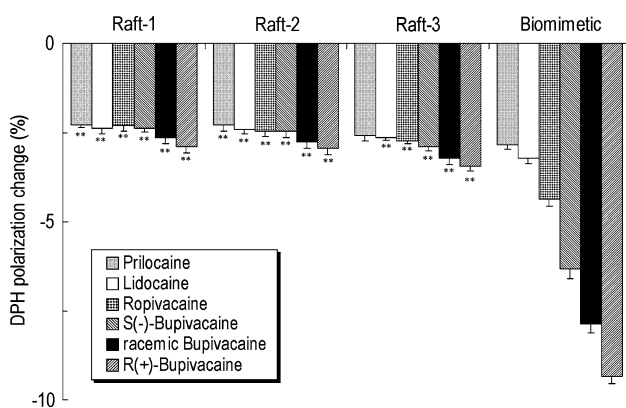 Raft-1 Raft-2 Raft-3 Biomimetic
0
** ** ** ** ** **
** ** ** ** **
** ** ** ** **
-5
-10
DPH polarization change (%)
Prilocaine
Lidocaine
Ropivacaine
S(-)-Bupivacaine
racemic Bupivacaine
R(+)-Bupivacaine